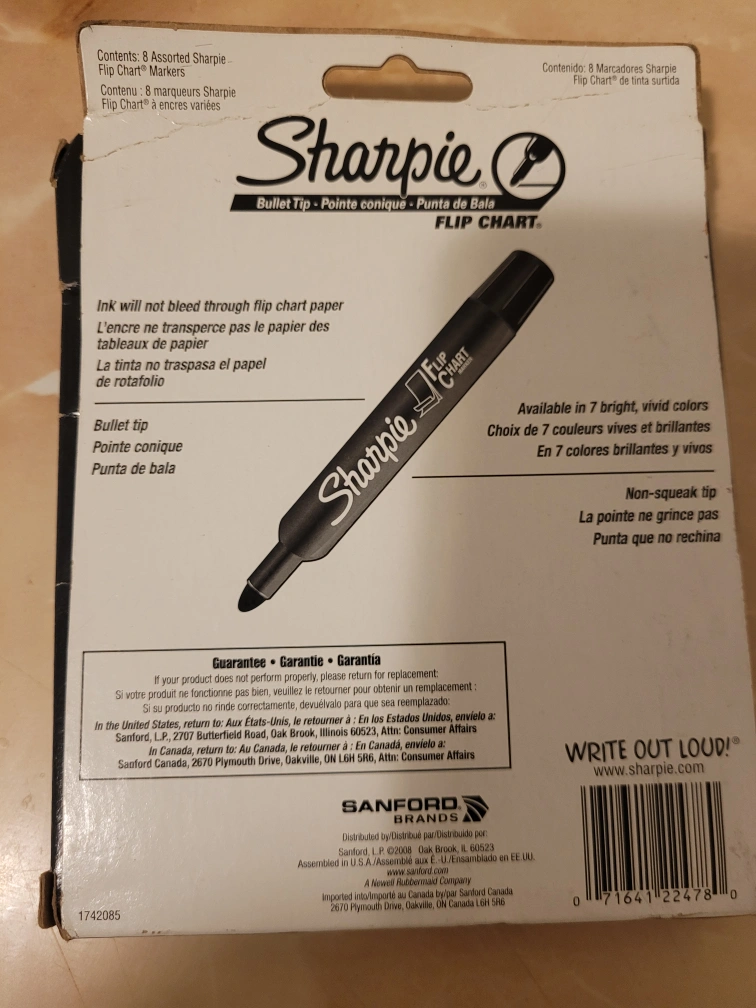 Contents: 8 Assorted Sharpie
Flip Chart® Markers
Contenu : 8 marqueurs Sharpie
Flip Chart® à encres variées
Contenido: 8 Marcadores Sharpie
Flip Chart® de tinta surtida
Sharpie®
Bullet Tip - Pointe conique - Punta de Bala
FLIP CHART®
Ink will not bleed through flip chart paper
L'encre ne transperce pas le papier des
tableaux de papier
La tinta no traspasa el papel
de rotafolio
Bullet tip
Pointe conique
Punta de bala
Sharpie
FLIP
CHART
MARKER
Available in 7 bright, vivid colors
Choix de 7 couleurs vives et brillantes
En 7 colores brillantes y vivos
Non-squeak tip
La pointe ne grince pas
Punta que no rechina
Guarantee • Garantie • Garantía
If your product does not perform properly, please return for replacement:
Si votre produit ne fonctionne pas bien, veuillez le retourner pour obtenir un remplacement :
Si su producto no rinde correctamente, devuélvalo para que sea reemplazado:
In the United States, return to: Aux États-Unis, le retourner à : En los Estados Unidos, envíelo a:
Sanford, L.P., 2707 Butterfield Road, Oak Brook, Illinois 60523, Attn: Consumer Affairs
In Canada, return to: Au Canada, le retourner à : En Canadá, envíelo a:
Sanford Canada, 2670 Plymouth Drive, Oakville, ON L6H 5R6, Attn: Consumer Affairs
SANFORD®
BRANDS
Distributed by/Distribué par/Distribuido por:
Sanford, L.P. ©2008 Oak Brook, IL 60523
Assembled in U.S.A./Assemblé aux É.-U./Ensamblado en EE.UU.
www.sanford.com
A Newell Rubbermaid Company
Imported into/Importé au Canada by/par Sanford Canada
2670 Plymouth Drive, Oakville, ON Canada L6H 5R6
WRITE OUT LOUD!®
www.sharpie.com
0 71641 22478 0
1742085